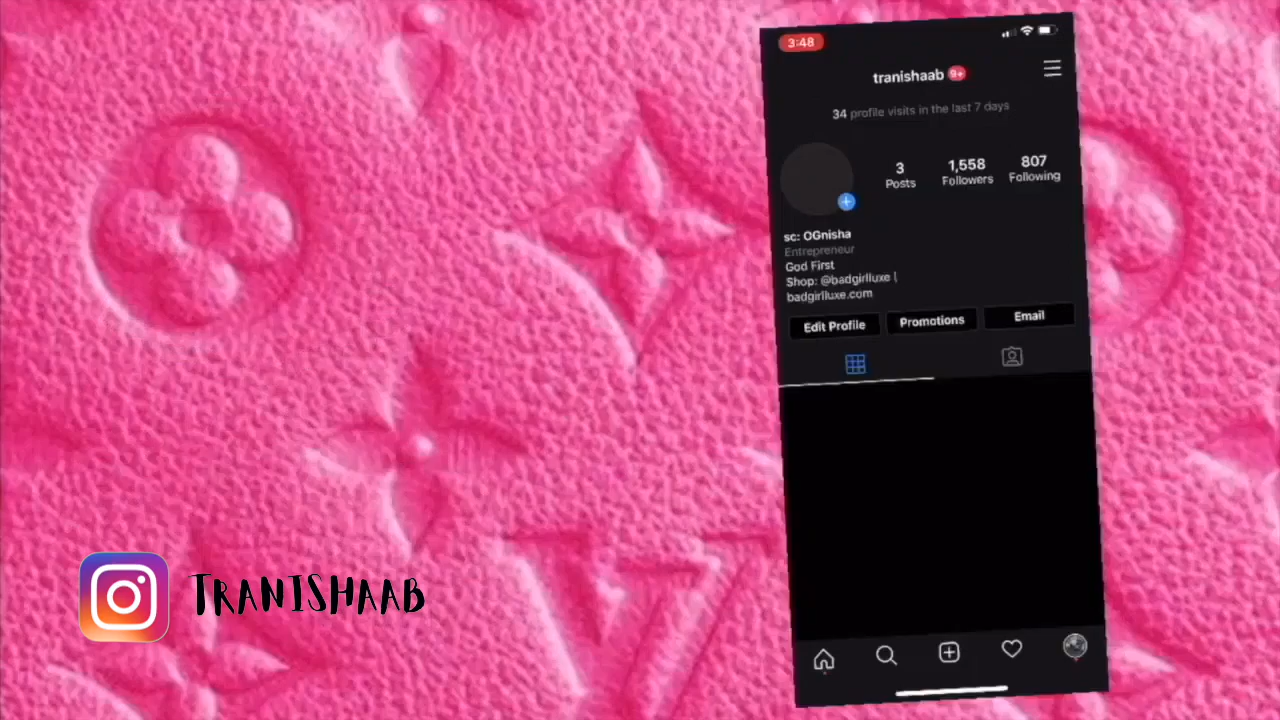 3:48
tranishaab 9+
34 profile visits in the last 7 days
3 1,558 807
Posts Followers Following
sc: OGnisha
Entrepreneur
God First
Shop: @badgirlluxe |
badgirlluxe.com
Edit Profile Promotions Email
TRANISHAAB